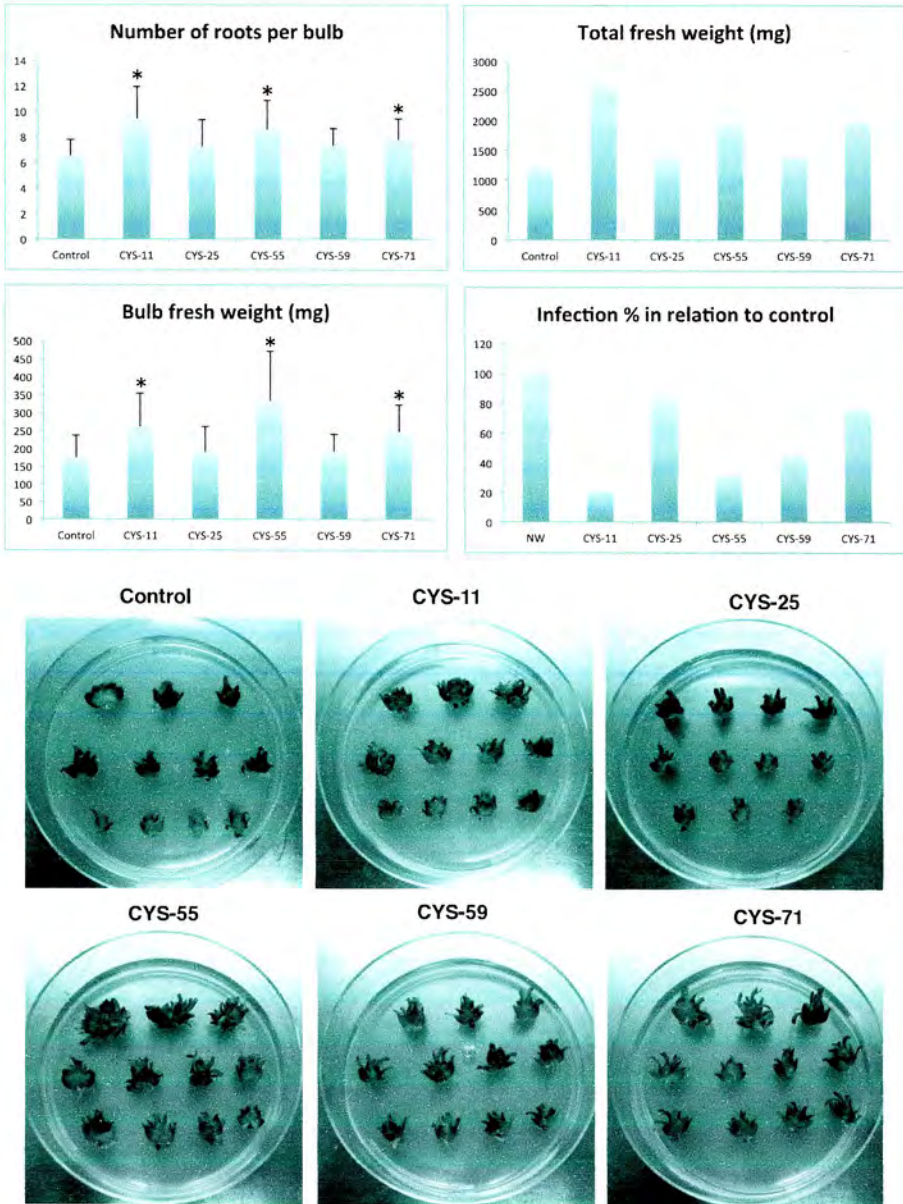 Number of roots per bulb
14
12
10
8
6
4
2
0
* * *
Control CYS-11 CYS-25 CYS-55 CYS-59 CYS-71
Total fresh weight (mg)
3000
2500
2000
1500
1000
500
0
Control CYS-11 CYS-25 CYS-55 CYS-59 CYS-71
Bulb fresh weight (mg)
500
450
400
350
300
250
200
150
100
50
0
* * *
Control CYS-11 CYS-25 CYS-55 CYS-59 CYS-71
Infection % in relation to control
120
100
80
60
40
20
0
NW CYS-11 CYS-25 CYS-55 CYS-59 CYS-71
Control CYS-11 CYS-25
CYS-55 CYS-59 CYS-71